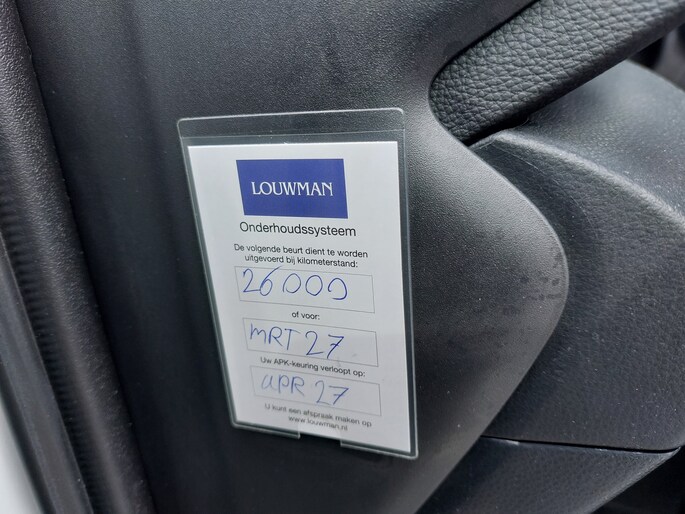 LOUWMAN
Onderhoudssysteem
De volgende beurt dient te worden
uitgevoerd bij kilometerstand:
26000
of voor:
MRT 27
Uw APK-keuring verloopt op:
APR 27
U kunt een afspraak maken op
www.louwman.nl